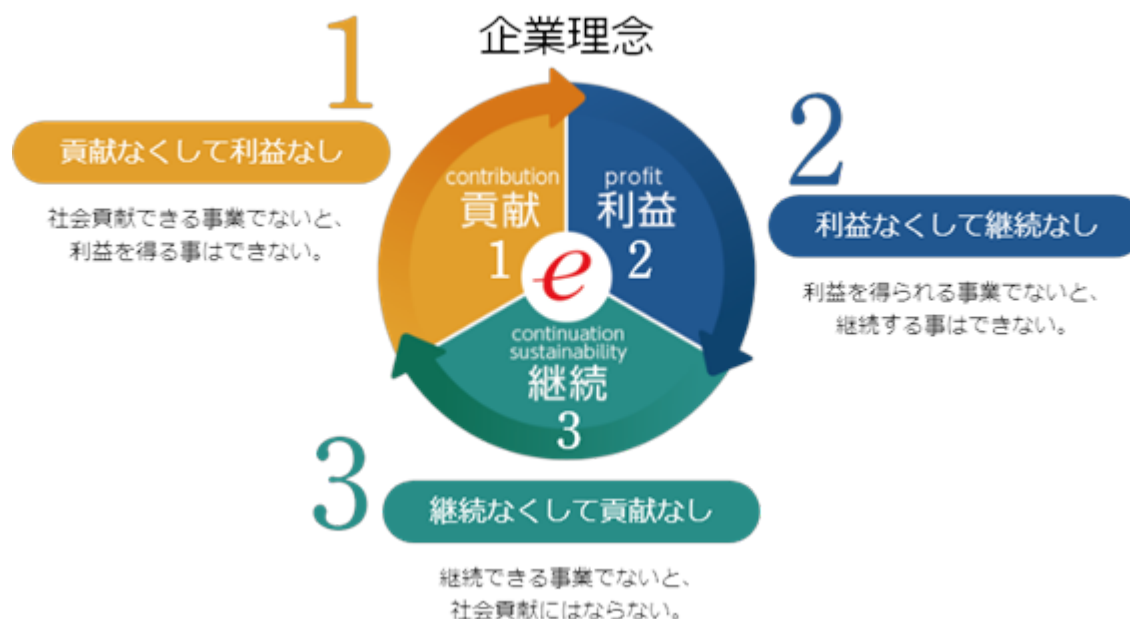 企業理念
1
貢献なくして利益なし
社会貢献できる事業でないと、
利益を得る事はできない。
2
利益なくして継続なし
利益を得られる事業でないと、
継続する事はできない。
contribution
貢献
1
profit
利益
2
e
continuation
sustainability
継続
3
3
継続なくして貢献なし
継続できる事業でないと、
社会貢献にはならない。